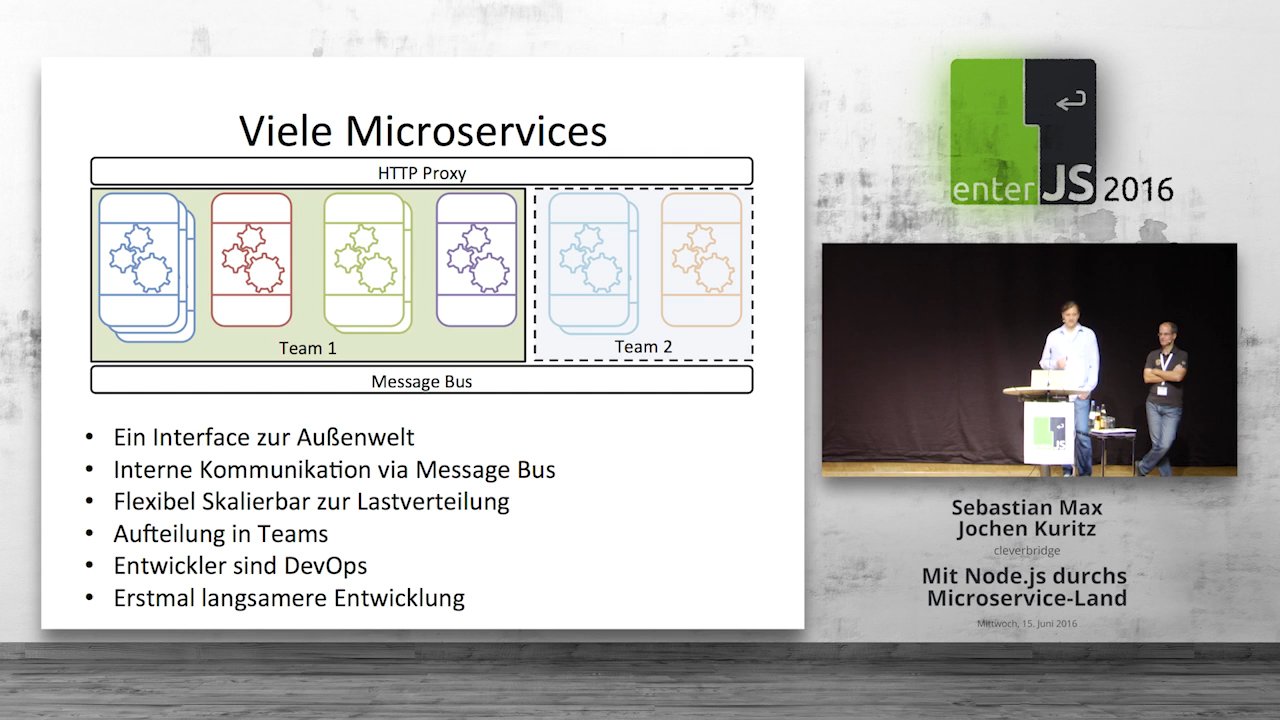 Viele Microservices
HTTP Proxy
Team 1
Team 2
Message Bus
• Ein Interface zur Außenwelt
• Interne Kommunikation via Message Bus
• Flexibel Skalierbar zur Lastverteilung
• Aufteilung in Teams
• Entwickler sind DevOps
• Erstmal langsamere Entwicklung
enterJS 2016
JS
Sebastian Max
Jochen Kuritz
cleverbridge
Mit Node.js durchs
Microservice-Land
Mittwoch, 15. Juni 2016